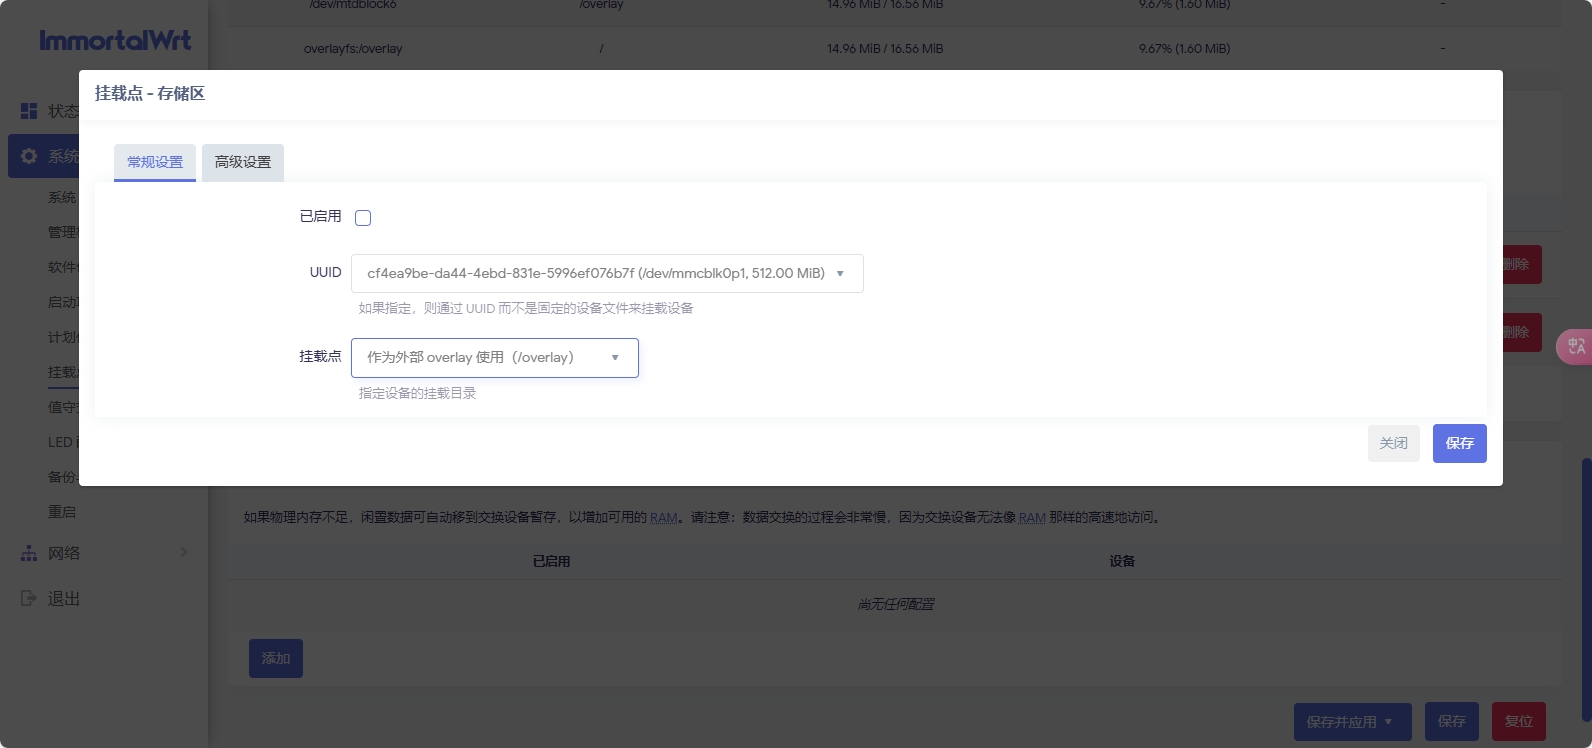 /dev/mtdblock6 /overlay 14.96 MiB / 16.56 MiB 9.67% (1.60 MiB) -
ImmortalWrt
overlayfs:/overlay / 14.96 MiB / 16.56 MiB 9.67% (1.60 MiB) -
挂载点 - 存储区
状态
常规设置 高级设置
系统
系统
已启用
管理
软件
删除
UUID cf4ea9be-da44-4ebd-831e-5996ef076b7f (/dev/mmcblk0p1, 512.00 MiB)
启动
如果指定，则通过 UUID 而不是固定的设备文件来挂载设备
计划
删除
挂载点 作为外部 overlay 使用（/overlay）
中 A
挂载
指定设备的挂载目录
值守
LED
关闭 保存
备份
重启
如果物理内存不足，闲置数据可自动移到交换设备暂存，以增加可用的 RAM。请注意：数据交换的过程会非常慢，因为交换设备无法像 RAM 那样的高速地访问。
网络
已启用 设备
退出
尚无任何配置
添加
保存并应用 保存 复位